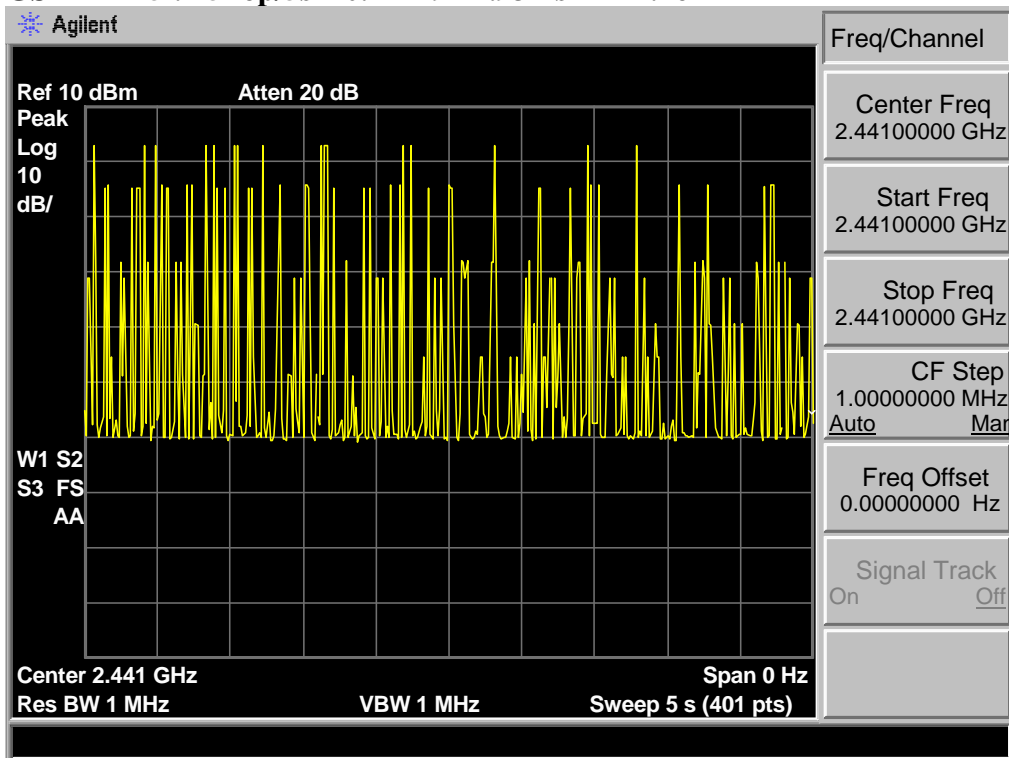 Agilent
Ref 10 dBm Atten 20 dB
Peak
Log
10
dB/
W1 S2
S3 FS
AA
Center 2.441 GHz Span 0 Hz
Res BW 1 MHz VBW 1 MHz Sweep 5 s (401 pts)
Freq/Channel
Center Freq
2.44100000 GHz
Start Freq
2.44100000 GHz
Stop Freq
2.44100000 GHz
CF Step
1.00000000 MHz
Auto Man
Freq Offset
0.00000000 Hz
Signal Track
On Off